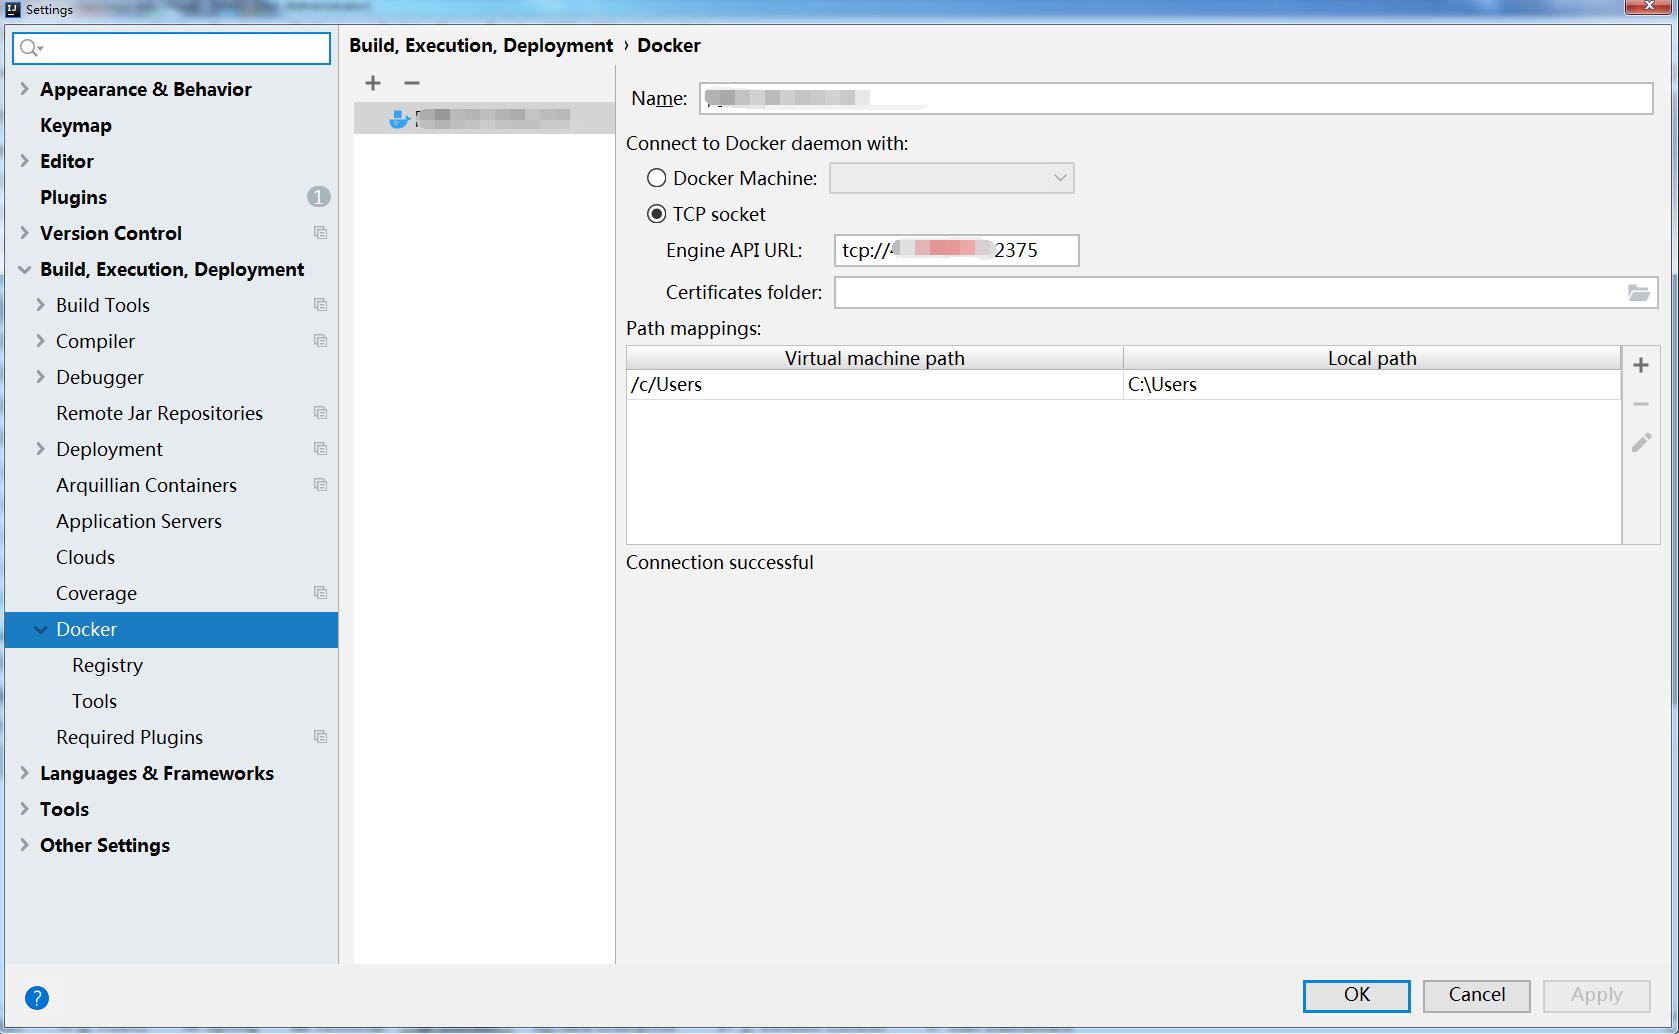 Settings
Build, Execution, Deployment › Docker
Appearance & Behavior
Keymap
Editor
Plugins 1
Version Control
Build, Execution, Deployment
Build Tools
Compiler
Debugger
Remote Jar Repositories
Deployment
Arquillian Containers
Application Servers
Clouds
Coverage
Docker
Registry
Tools
Required Plugins
Languages & Frameworks
Tools
Other Settings
Name:
Connect to Docker daemon with:
Docker Machine:
TCP socket
Engine API URL: tcp:// 2375
Certificates folder:
Path mappings:
Virtual machine path Local path
/c/Users C:\Users
Connection successful
? OK Cancel Apply